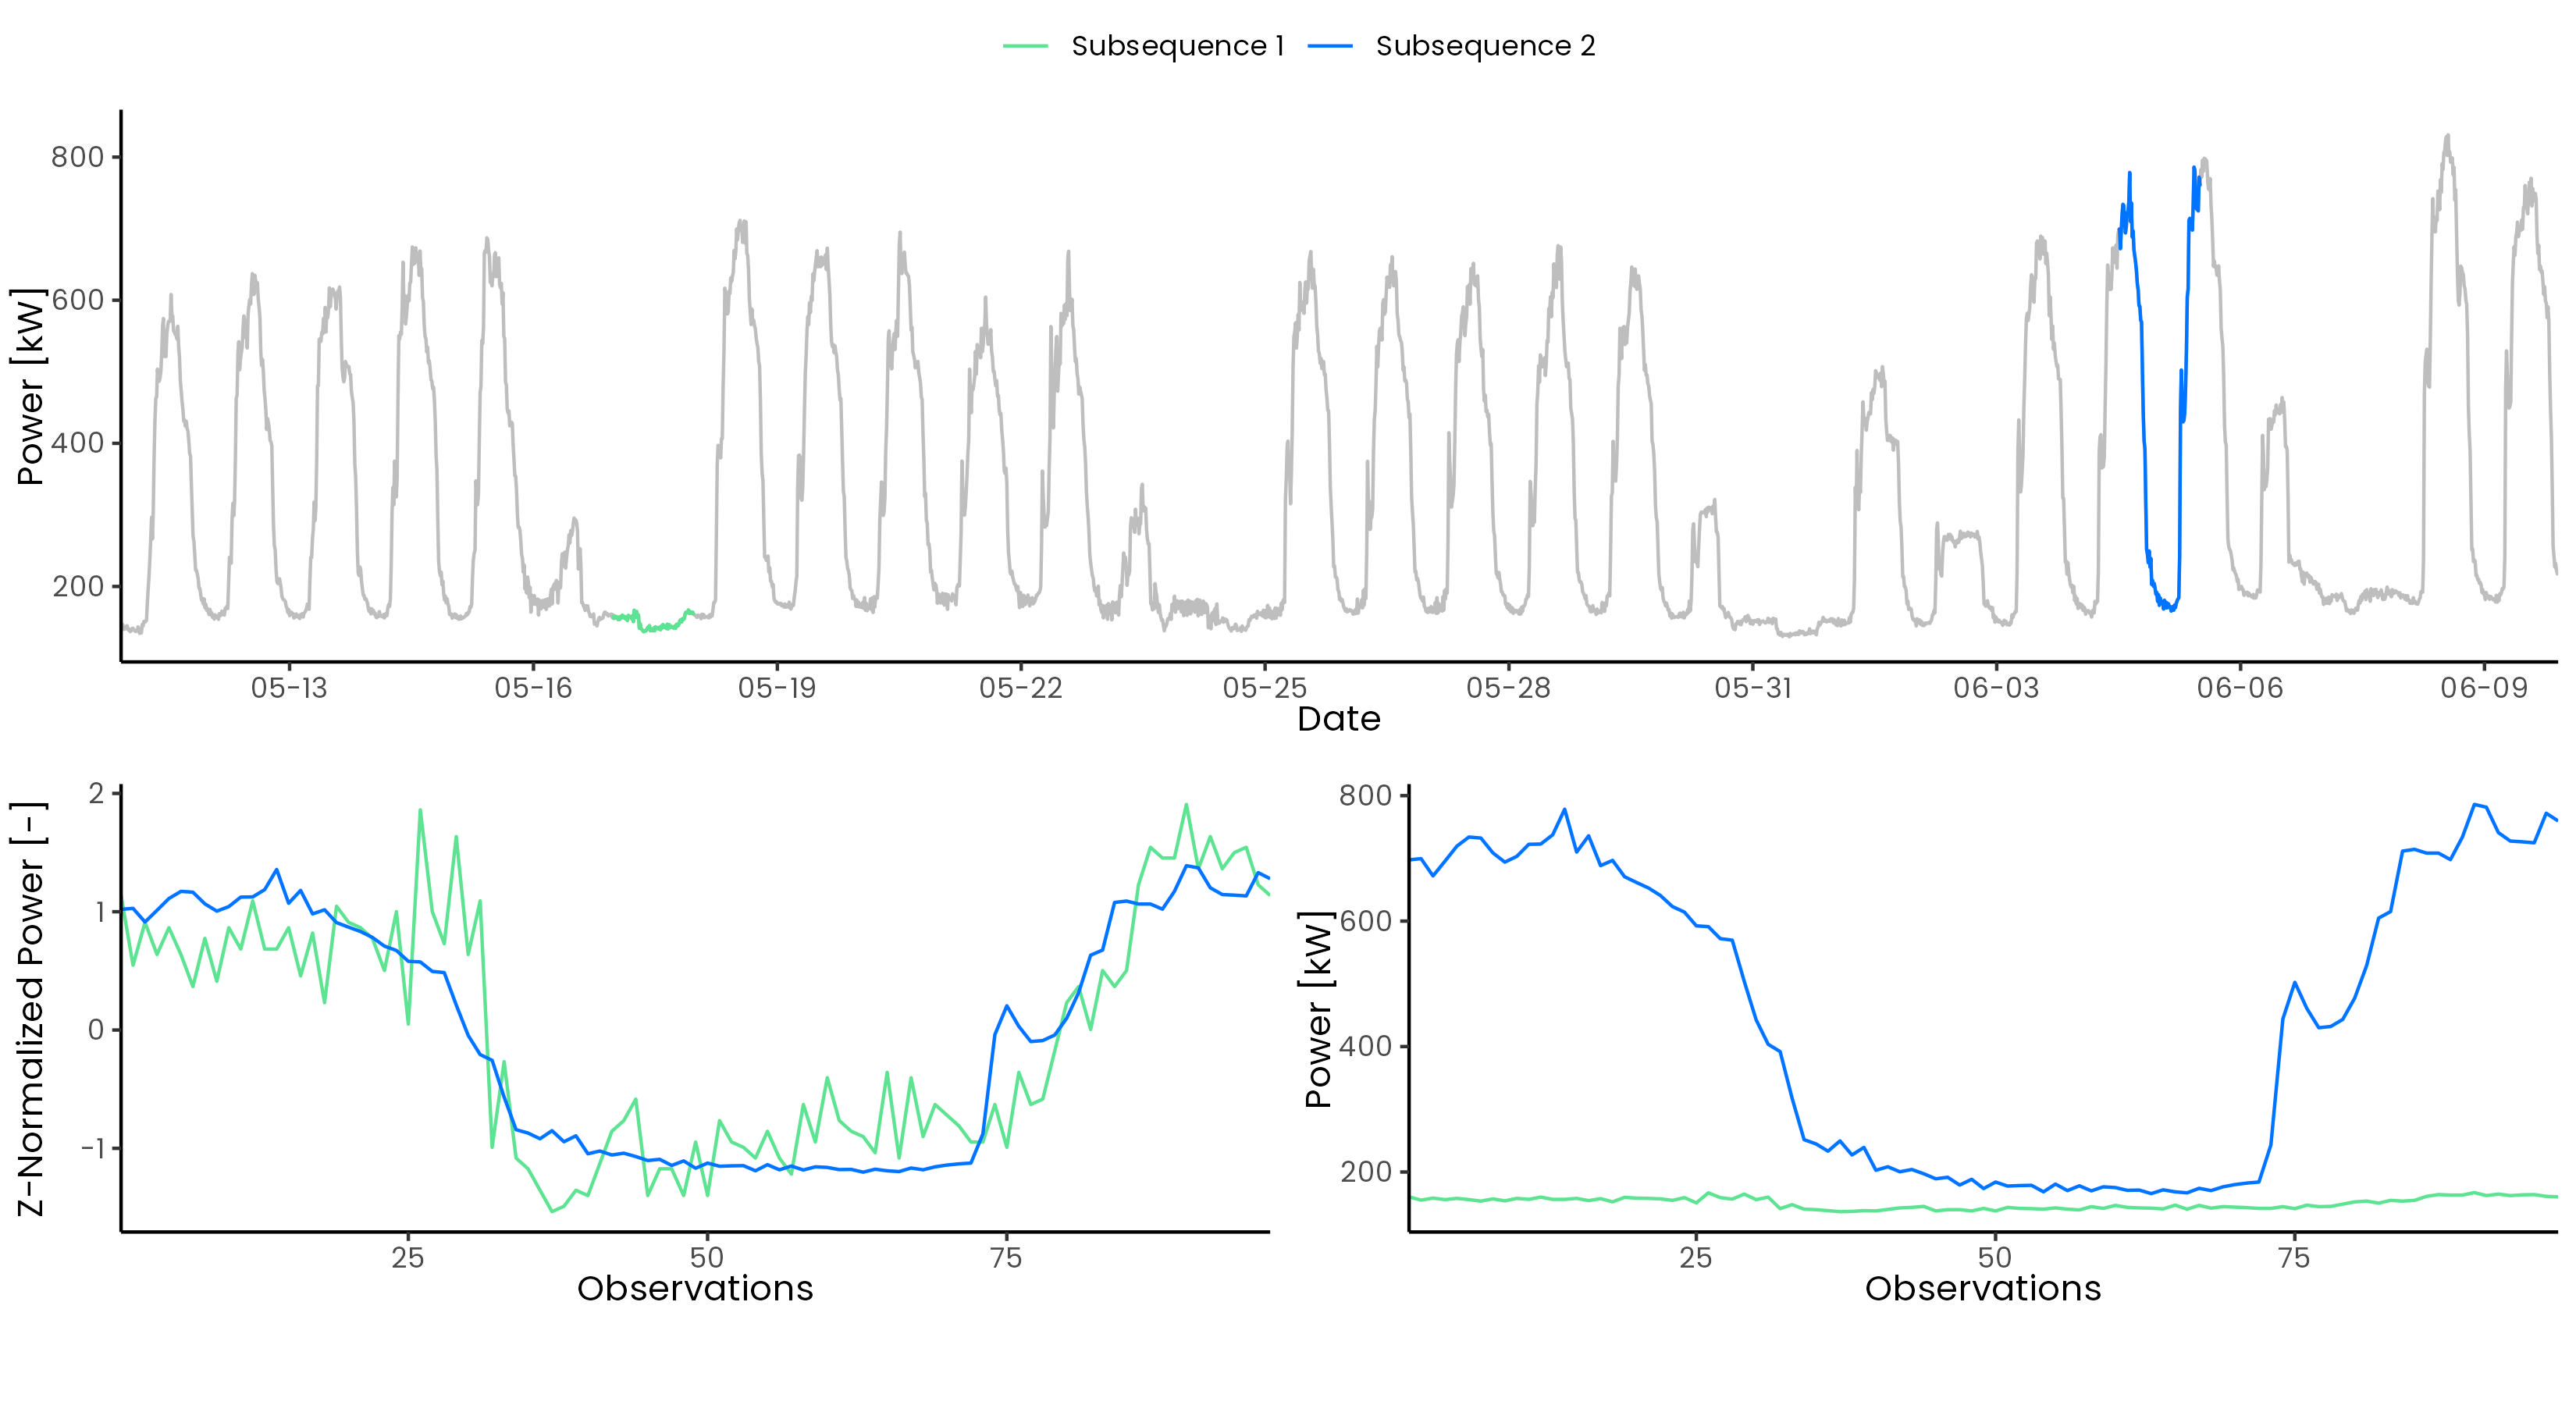 Subsequence 1 Subsequence 2
Power [kW]
800
600
400
200
05-13 05-16 05-19 05-22 05-25 05-28 05-31 06-03 06-06 06-09
Date
Z-Normalized Power [-]
2
1
0
-1
25 50 75
Observations
Power [kW]
800
600
400
200
25 50 75
Observations